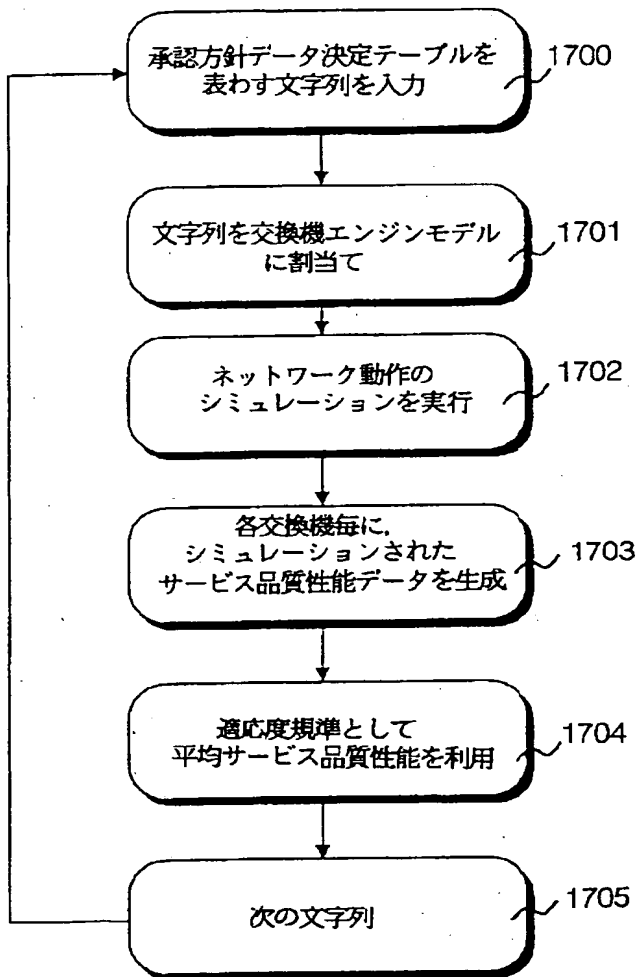 承認方針データ決定テーブルを
表わす文字列を入力
1700
文字列を交換機エンジンモデル
に割当て
1701
ネットワーク動作の
シミュレーションを実行
1702
各交換機毎に,
シミュレーションされた
サービス品質性能データを生成
1703
適応度規準として
平均サービス品質性能を利用
1704
次の文字列
1705